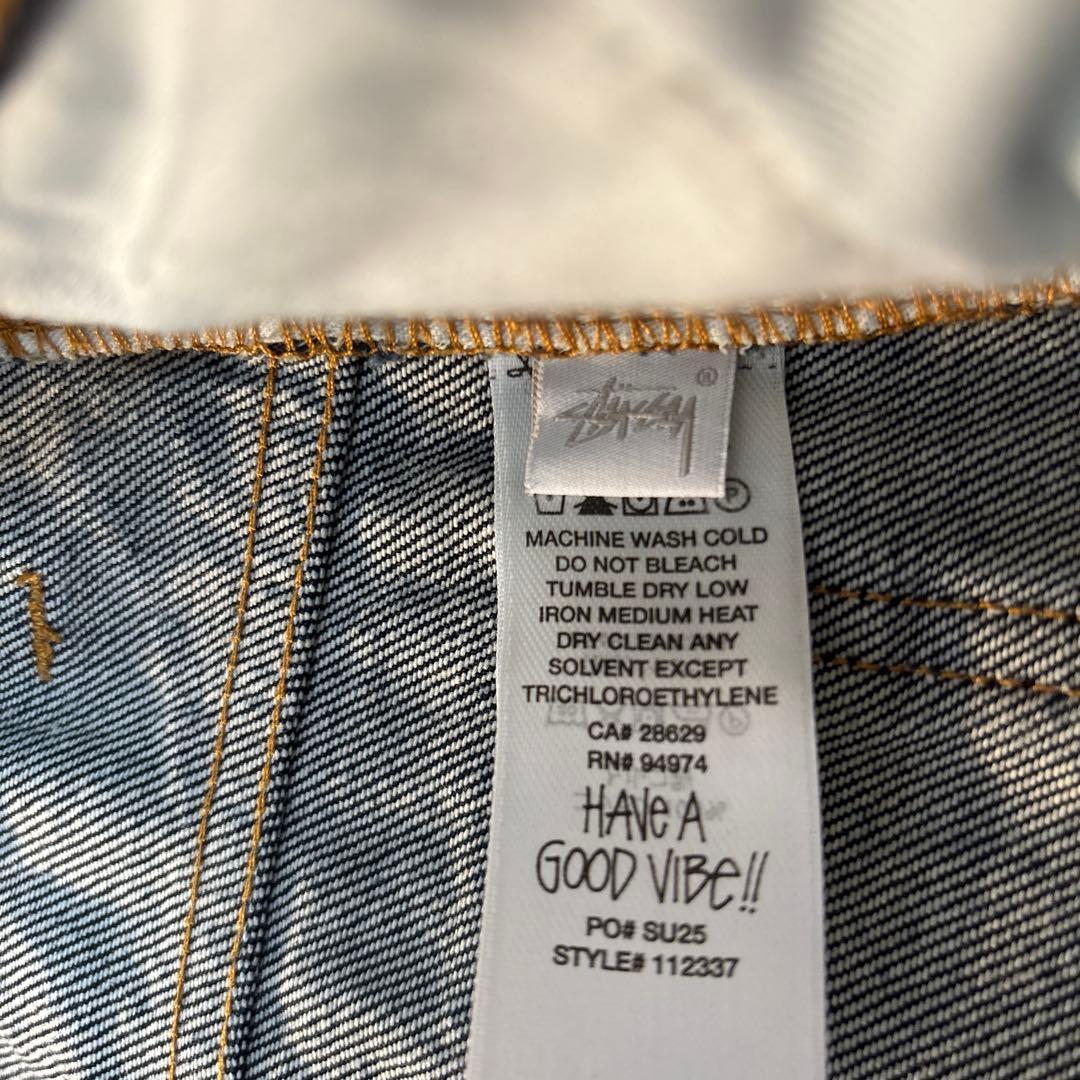 Stüssy ®
MACHINE WASH COLD
DO NOT BLEACH
TUMBLE DRY LOW
IRON MEDIUM HEAT
DRY CLEAN ANY
SOLVENT EXCEPT
TRICHLOROETHYLENE
CA# 28629
RN# 94974
HAVE A
GOOD VIBe!!
PO# SU25
STYLE# 112337